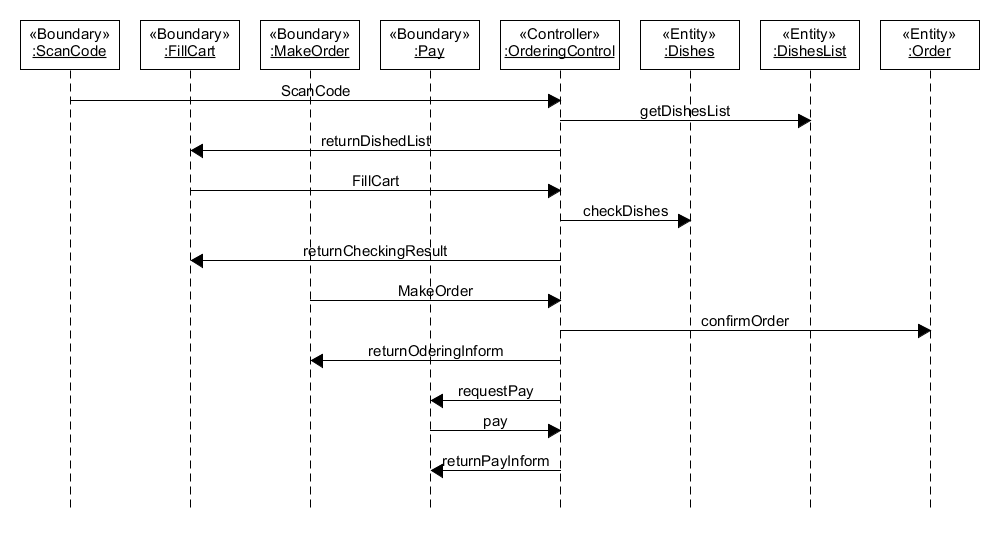 «Boundary»
:ScanCode
«Boundary»
:FillCart
«Boundary»
:MakeOrder
«Boundary»
:Pay
«Controller»
:OrderingControl
«Entity»
:Dishes
«Entity»
:DishesList
«Entity»
:Order
ScanCode
getDishesList
returnDishedList
FillCart
checkDishes
returnCheckingResult
MakeOrder
confirmOrder
returnOderingInform
requestPay
pay
returnPayInform